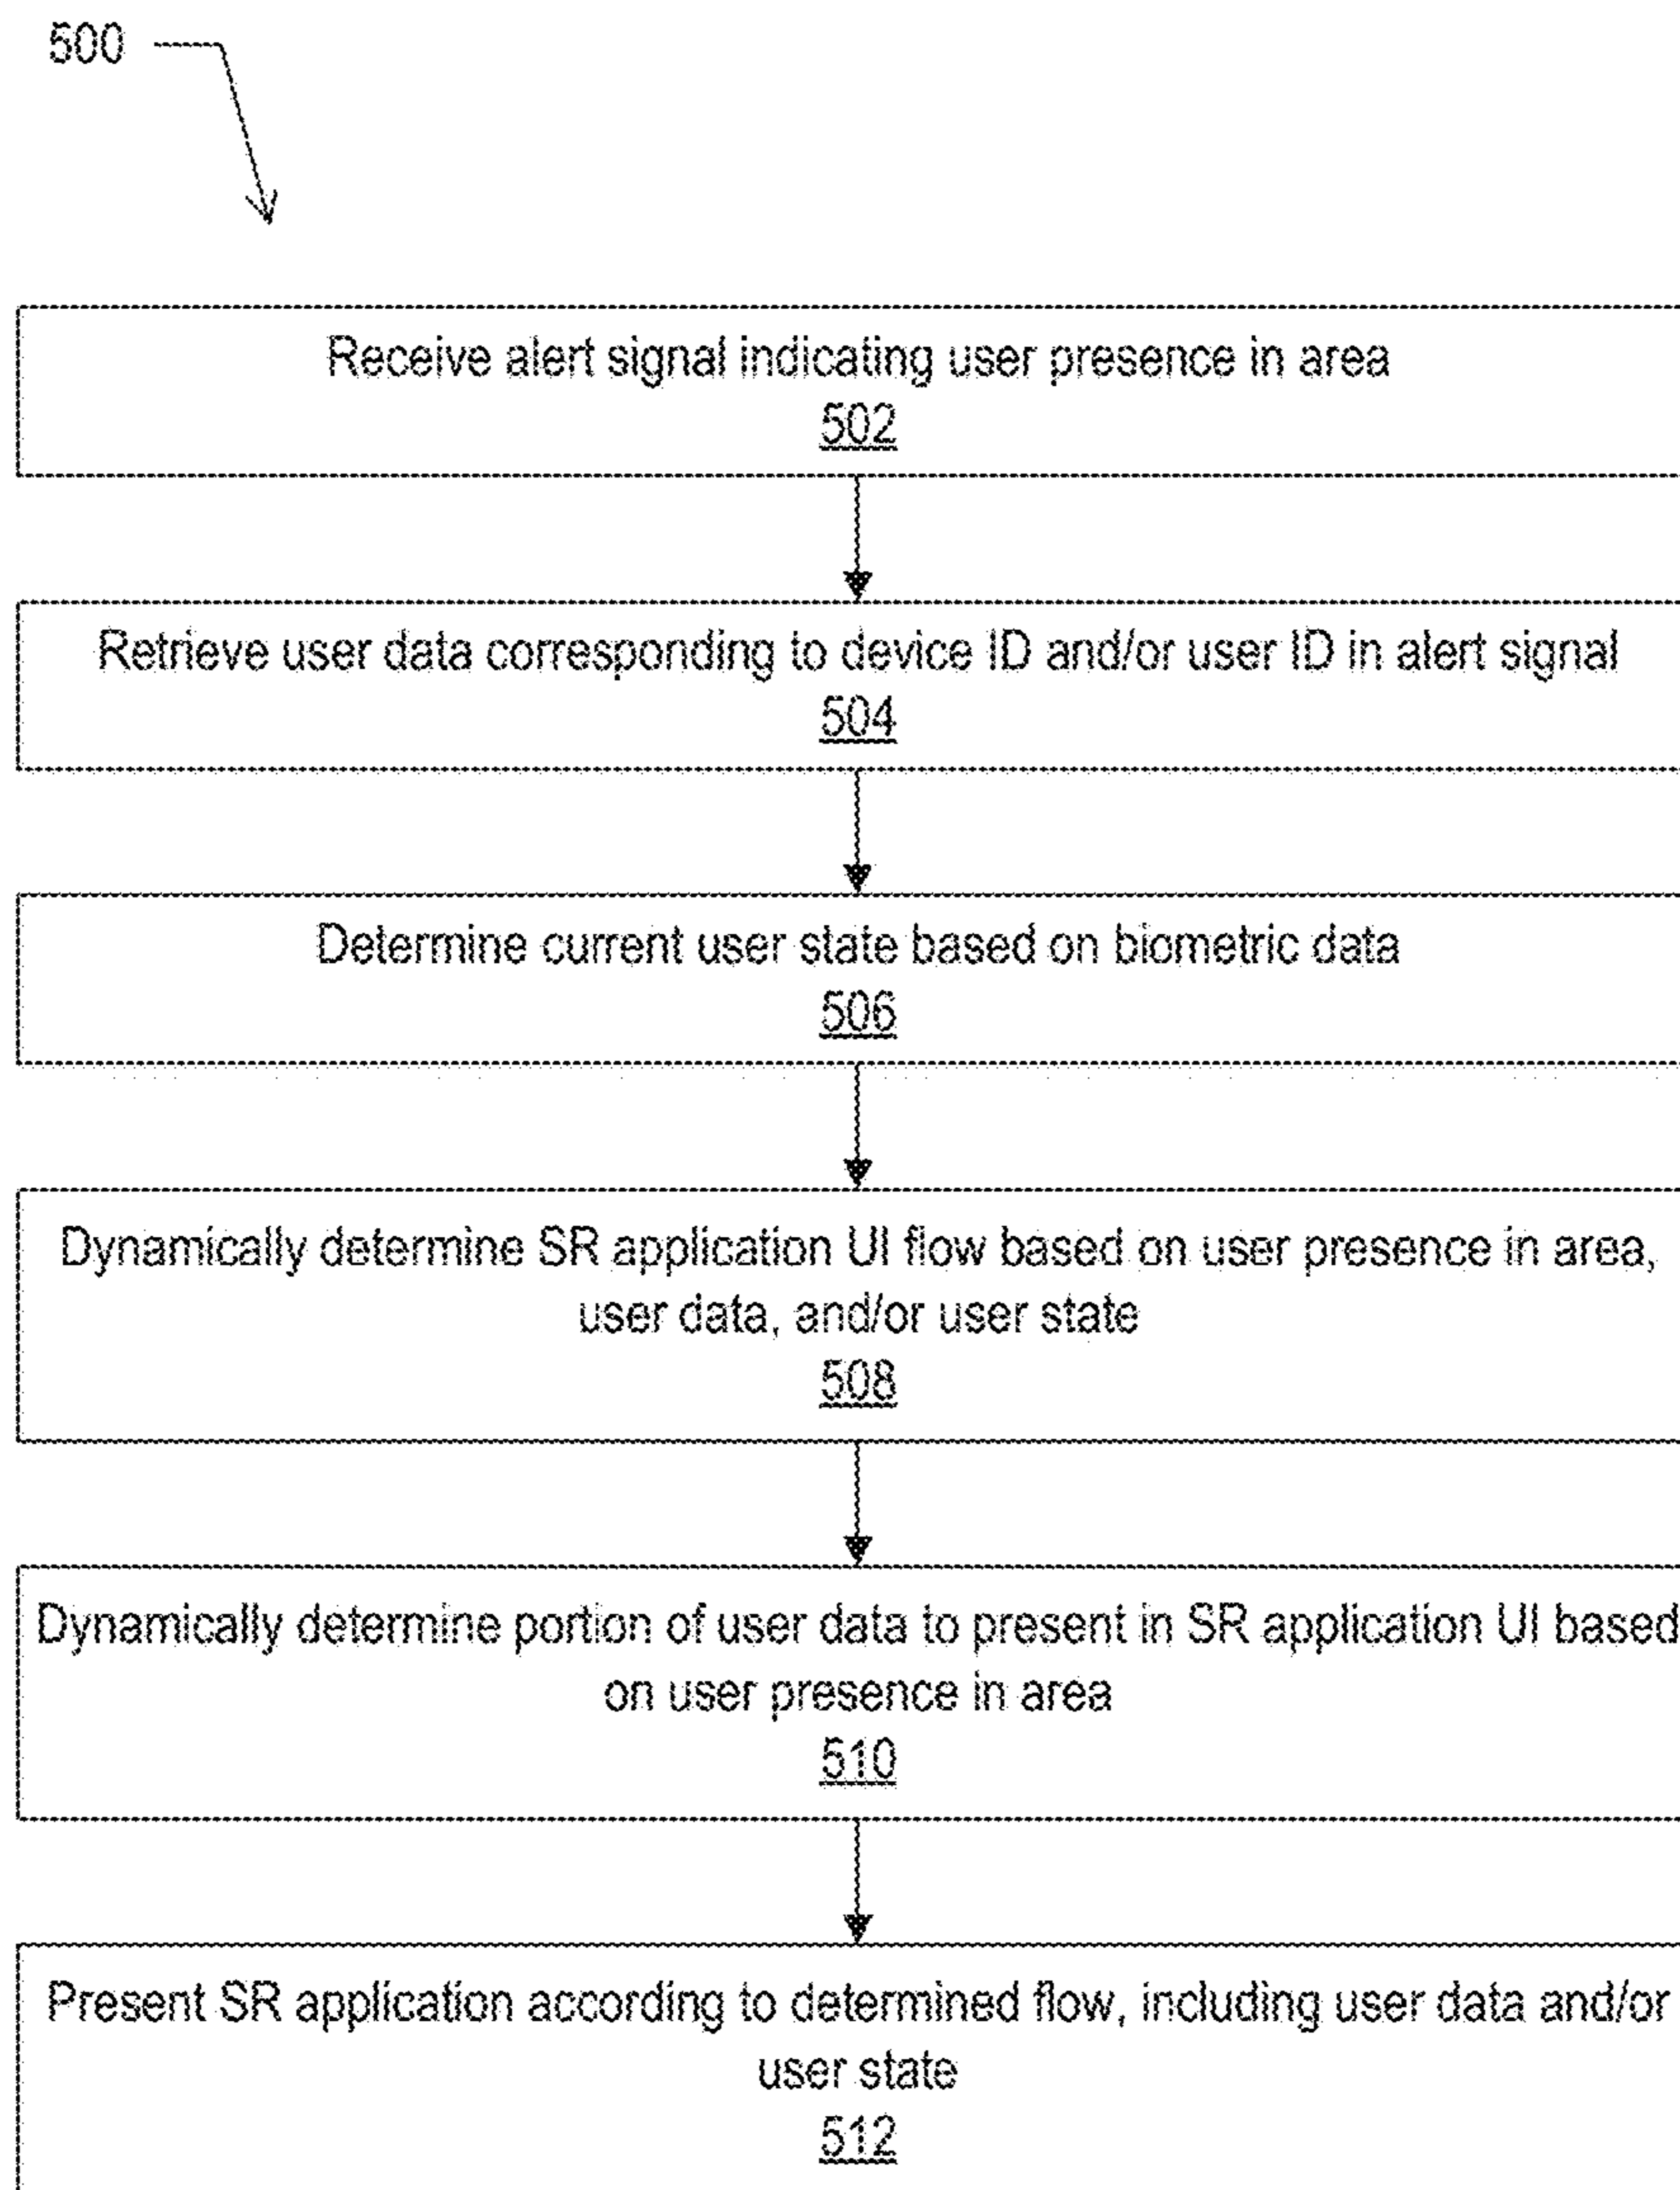 500
Receive alert signal indicating user presence in area
502
Retrieve user data corresponding to device ID and/or user ID in alert signal
504
Determine current user state based on biometric data
506
Dynamically determine SR application UI flow based on user presence in area,
user data, and/or user state
508
Dynamically determine portion of user data to present in SR application UI based
on user presence in area
510
Present SR application according to determined flow, including user data and/or
user state
512